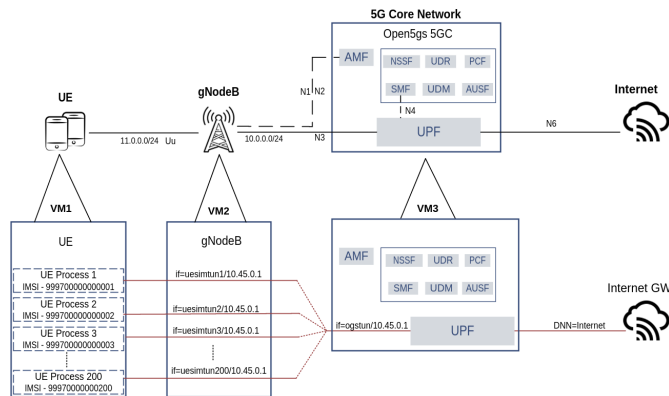 5G Core Network
Open5gs 5GC
AMF
NSSF UDR PCF
SMF UDM AUSF
UE
gNodeB
Internet
N1 N2
N4
UPF
N6
11.0.0.0/24 Uu
10.0.0.0/24
N3
VM1
VM2
VM3
UE
gNodeB
AMF
NSSF UDR PCF
SMF UDM AUSF
UE Process 1
IMSI - 999700000000001
if=uesimtun1/10.45.0.1
UE Process 2
IMSI - 999700000000002
if=uesimtun2/10.45.0.1
UE Process 3
IMSI - 999700000000003
if=uesimtun3/10.45.0.1
UE Process 200
IMSI - 99970000000200
if=uesimtun200/10.45.0.1
if=ogstun/10.45.0.1
UPF
DNN=Internet
Internet GW